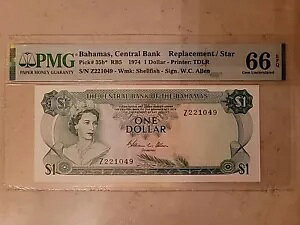 PMG
PAPER MONEY GUARANTY
Bahamas, Central Bank Replacement / Star
Pick# 35b* RB5 1974 1 Dollar - Printer: TDLR
S/N Z221049 - Wmk: Shellfish - Sign. W.C. Allen
66 EPQ
Gem Uncirculated
THE CENTRAL BANK OF THE BAHAMAS
$1
$1
Z221049
ONE
DOLLAR
Z221049
$1
$1